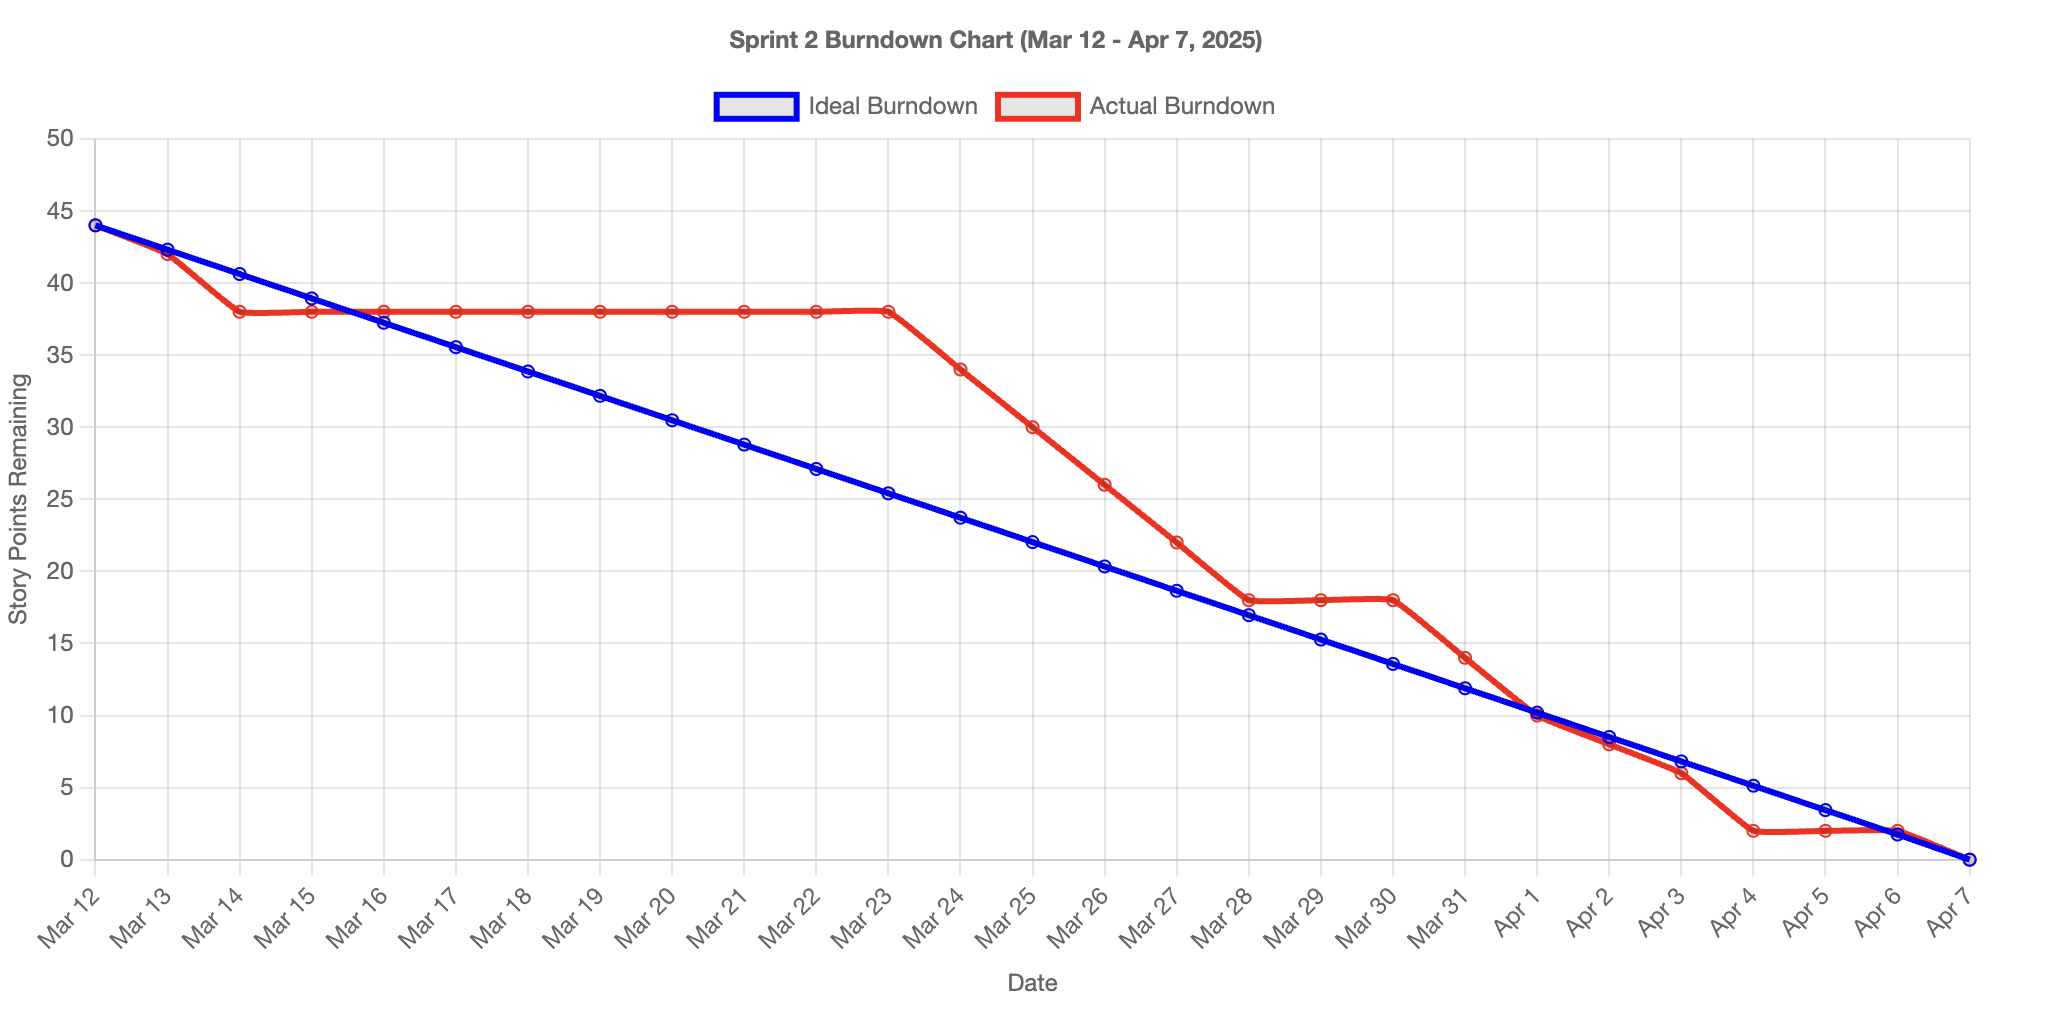 Sprint 2 Burndown Chart (Mar 12 - Apr 7, 2025)
Ideal Burndown
Actual Burndown
Story Points Remaining
50
45
40
35
30
25
20
15
10
5
0
Mar 12
Mar 13
Mar 14
Mar 15
Mar 16
Mar 17
Mar 18
Mar 19
Mar 20
Mar 21
Mar 22
Mar 23
Mar 24
Mar 25
Mar 26
Mar 27
Mar 28
Mar 29
Mar 30
Mar 31
Apr 1
Apr 2
Apr 3
Apr 4
Apr 5
Apr 6
Apr 7
Date